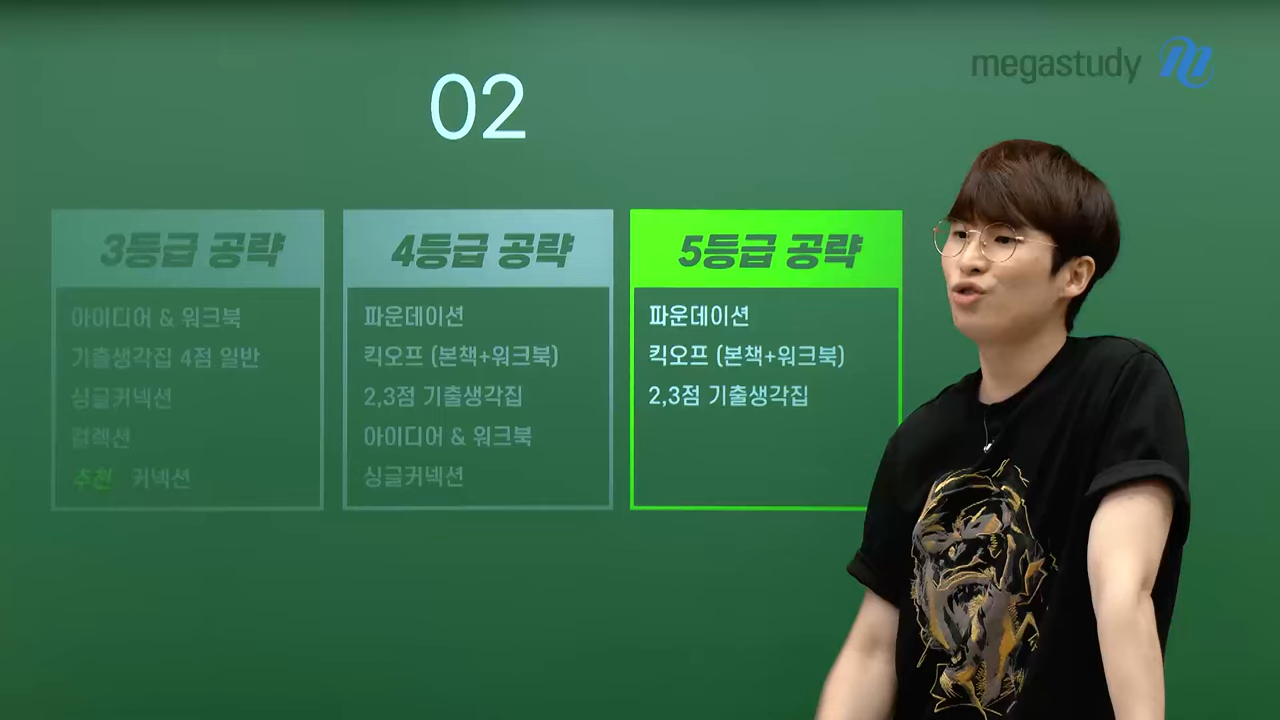 megastudy
02
3등급 공략
아이디어 & 워크북
기출생각집 4점 일반
싱글커넥션
컬렉션
추천 커넥션
4등급 공략
파운데이션
킥오프 (본책+워크북)
2,3점 기출생각집
아이디어 & 워크북
싱글커넥션
5등급 공략
파운데이션
킥오프 (본책+워크북)
2,3점 기출생각집